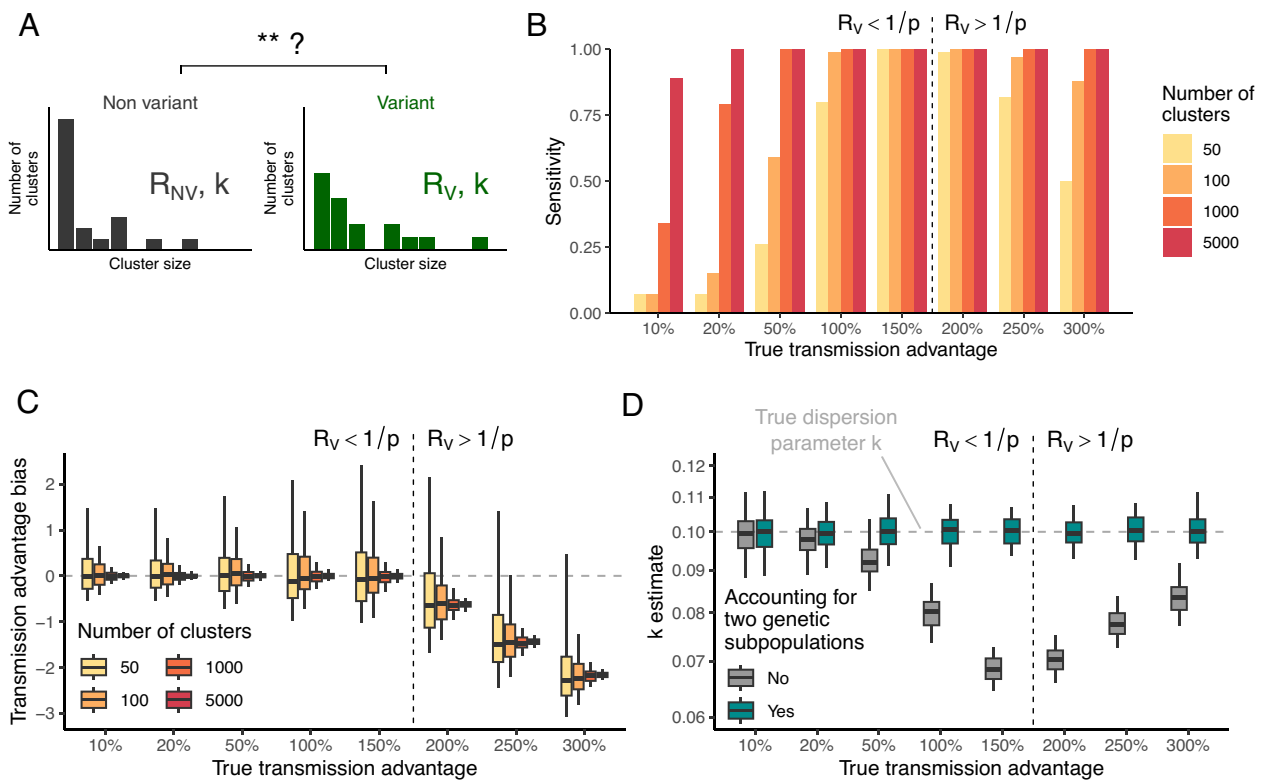 A
** ?
Non variant
Number of
clusters
R_NV, k
Cluster size
Variant
Number of
clusters
R_V, k
Cluster size
B
R_V < 1/p
R_V > 1/p
Sensitivity
1.00
0.75
0.50
0.25
0.00
10% 20% 50% 100% 150% 200% 250% 300%
True transmission advantage
Number of
clusters
50
100
1000
5000
C
R_V < 1/p
R_V > 1/p
Transmission advantage bias
2
1
0
−1
−2
−3
Number of clusters
50 1000
100 5000
10% 20% 50% 100% 150% 200% 250% 300%
True transmission advantage
D
True dispersion
parameter k
R_V < 1/p
R_V > 1/p
k estimate
0.12
0.11
0.10
0.09
0.08
0.07
0.06
Accounting for
two genetic
subpopulations
No
Yes
10% 20% 50% 100% 150% 200% 250% 300%
True transmission advantage